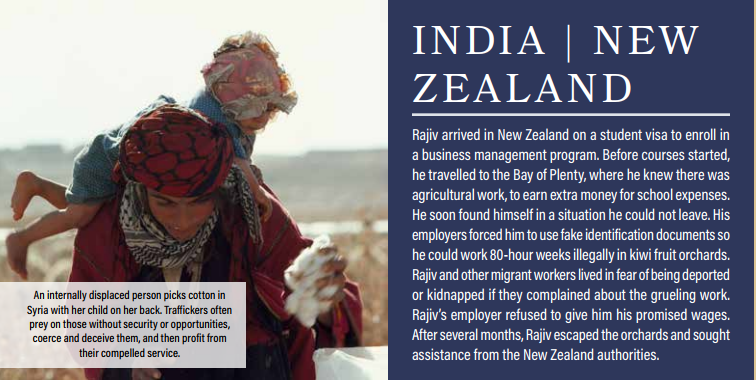 An internally displaced person picks cotton in
Syria with her child on her back. Traffickers often
prey on those without security or opportunities,
coerce and deceive them, and then profit from
their compelled service.
INDIA | NEW
ZEALAND
Rajiv arrived in New Zealand on a student visa to enroll in
a business management program. Before courses started,
he travelled to the Bay of Plenty, where he knew there was
agricultural work, to earn extra money for school expenses.
He soon found himself in a situation he could not leave. His
employers forced him to use fake identification documents so
he could work 80-hour weeks illegally in kiwi fruit orchards.
Rajiv and other migrant workers lived in fear of being deported
or kidnapped if they complained about the grueling work.
Rajiv's employer refused to give him his promised wages.
After several months, Rajiv escaped the orchards and sought
assistance from the New Zealand authorities.